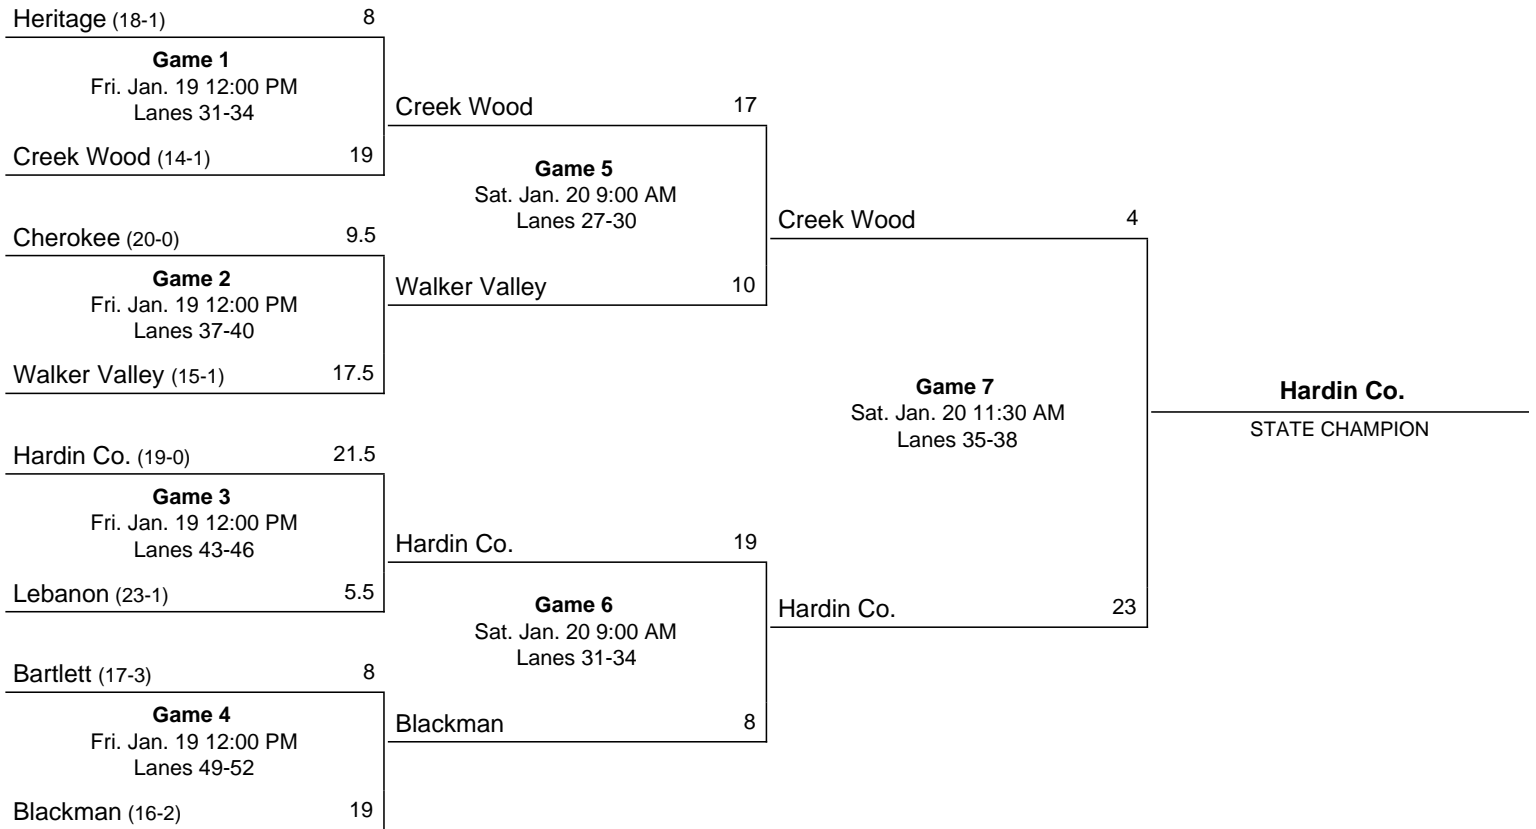 Heritage (18-1) 8
Game 1
Fri. Jan. 19 12:00 PM
Lanes 31-34
Creek Wood (14-1) 19
Cherokee (20-0) 9.5
Game 2
Fri. Jan. 19 12:00 PM
Lanes 37-40
Walker Valley (15-1) 17.5
Hardin Co. (19-0) 21.5
Game 3
Fri. Jan. 19 12:00 PM
Lanes 43-46
Lebanon (23-1) 5.5
Bartlett (17-3) 8
Game 4
Fri. Jan. 19 12:00 PM
Lanes 49-52
Blackman (16-2) 19
Creek Wood 17
Game 5
Sat. Jan. 20 9:00 AM
Lanes 27-30
Walker Valley 10
Hardin Co. 19
Game 6
Sat. Jan. 20 9:00 AM
Lanes 31-34
Blackman 8
Creek Wood 4
Game 7
Sat. Jan. 20 11:30 AM
Lanes 35-38
Hardin Co. 23
Hardin Co.
STATE CHAMPION